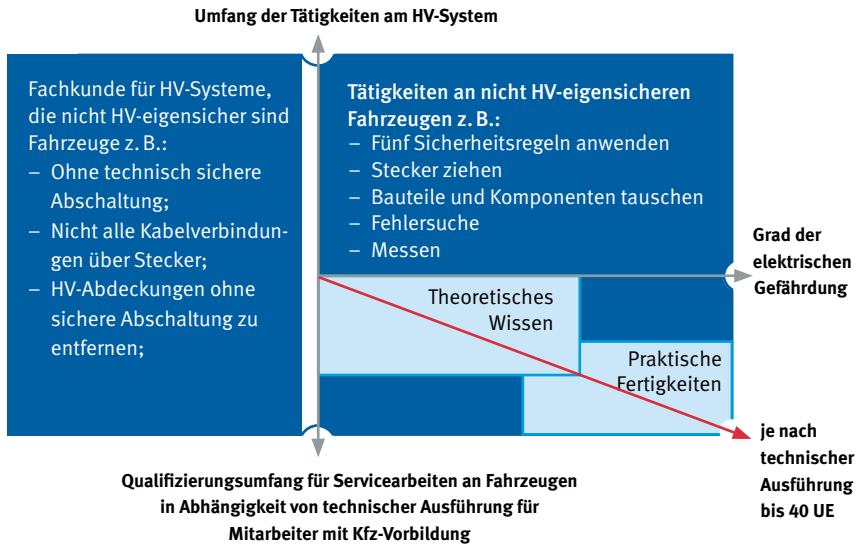 Umfang der Tätigkeiten am HV-System
Fachkunde für HV-Systeme,
die nicht HV-eigensicher sind
Fahrzeuge z. B.:
– Ohne technisch sichere
Abschaltung;
– Nicht alle Kabelverbindun-
gen über Stecker;
– HV-Abdeckungen ohne
sichere Abschaltung zu
entfernen;
Tätigkeiten an nicht HV-eigensicheren
Fahrzeugen z. B.:
– Fünf Sicherheitsregeln anwenden
– Stecker ziehen
– Bauteile und Komponenten tauschen
– Fehlersuche
– Messen
Grad der
elektrischen
Gefährdung
Theoretisches
Wissen
Praktische
Fertigkeiten
je nach
technischer
Ausführung
bis 40 UE
Qualifizierungsumfang für Servicearbeiten an Fahrzeugen
in Abhängigkeit von technischer Ausführung für
Mitarbeiter mit Kfz-Vorbildung